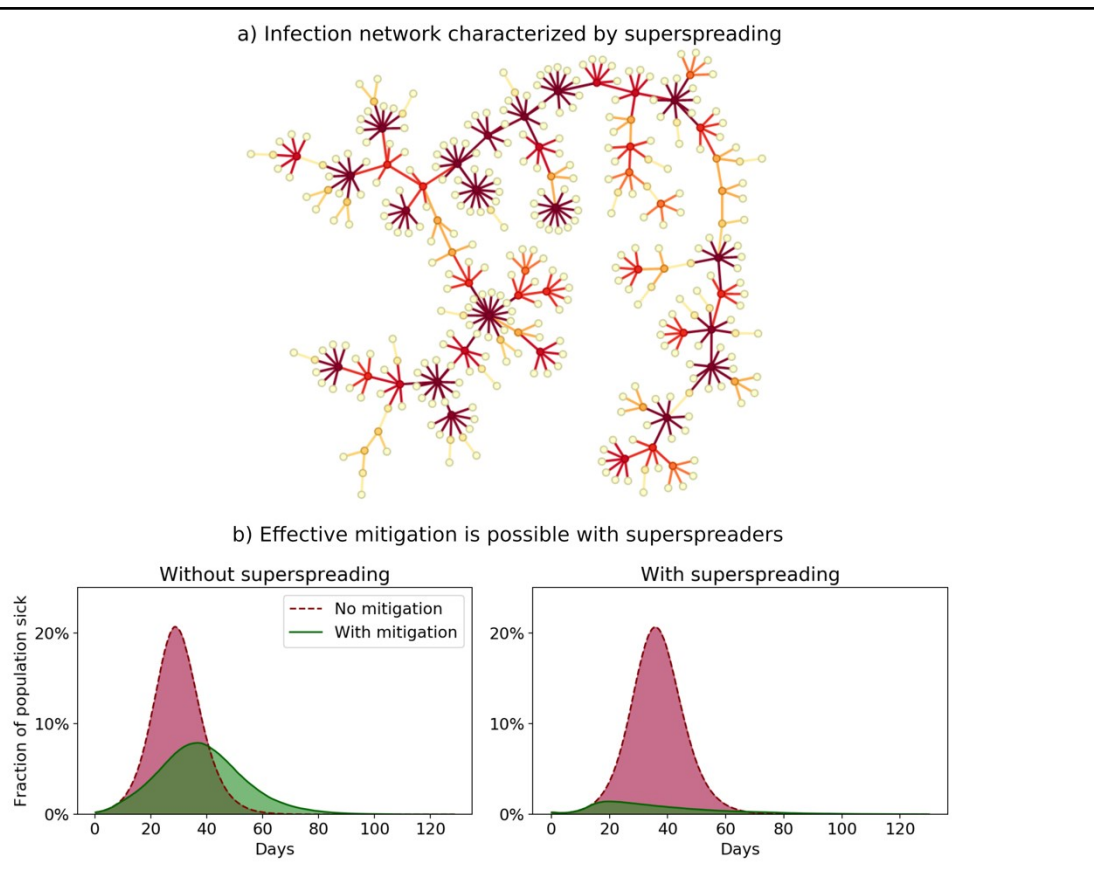 a) Infection network characterized by superspreading
b) Effective mitigation is possible with superspreaders
Without superspreading
With superspreading
Fraction of population sick
20%
10%
0%
No mitigation
With mitigation
0 20 40 60 80 100 120
Days
20%
10%
0%
0 20 40 60 80 100 120
Days